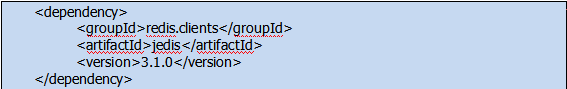 <dependency>
<groupId>redis.clients</groupId>
<artifactId>jedis</artifactId>
<version>3.1.0</version>
</dependency>